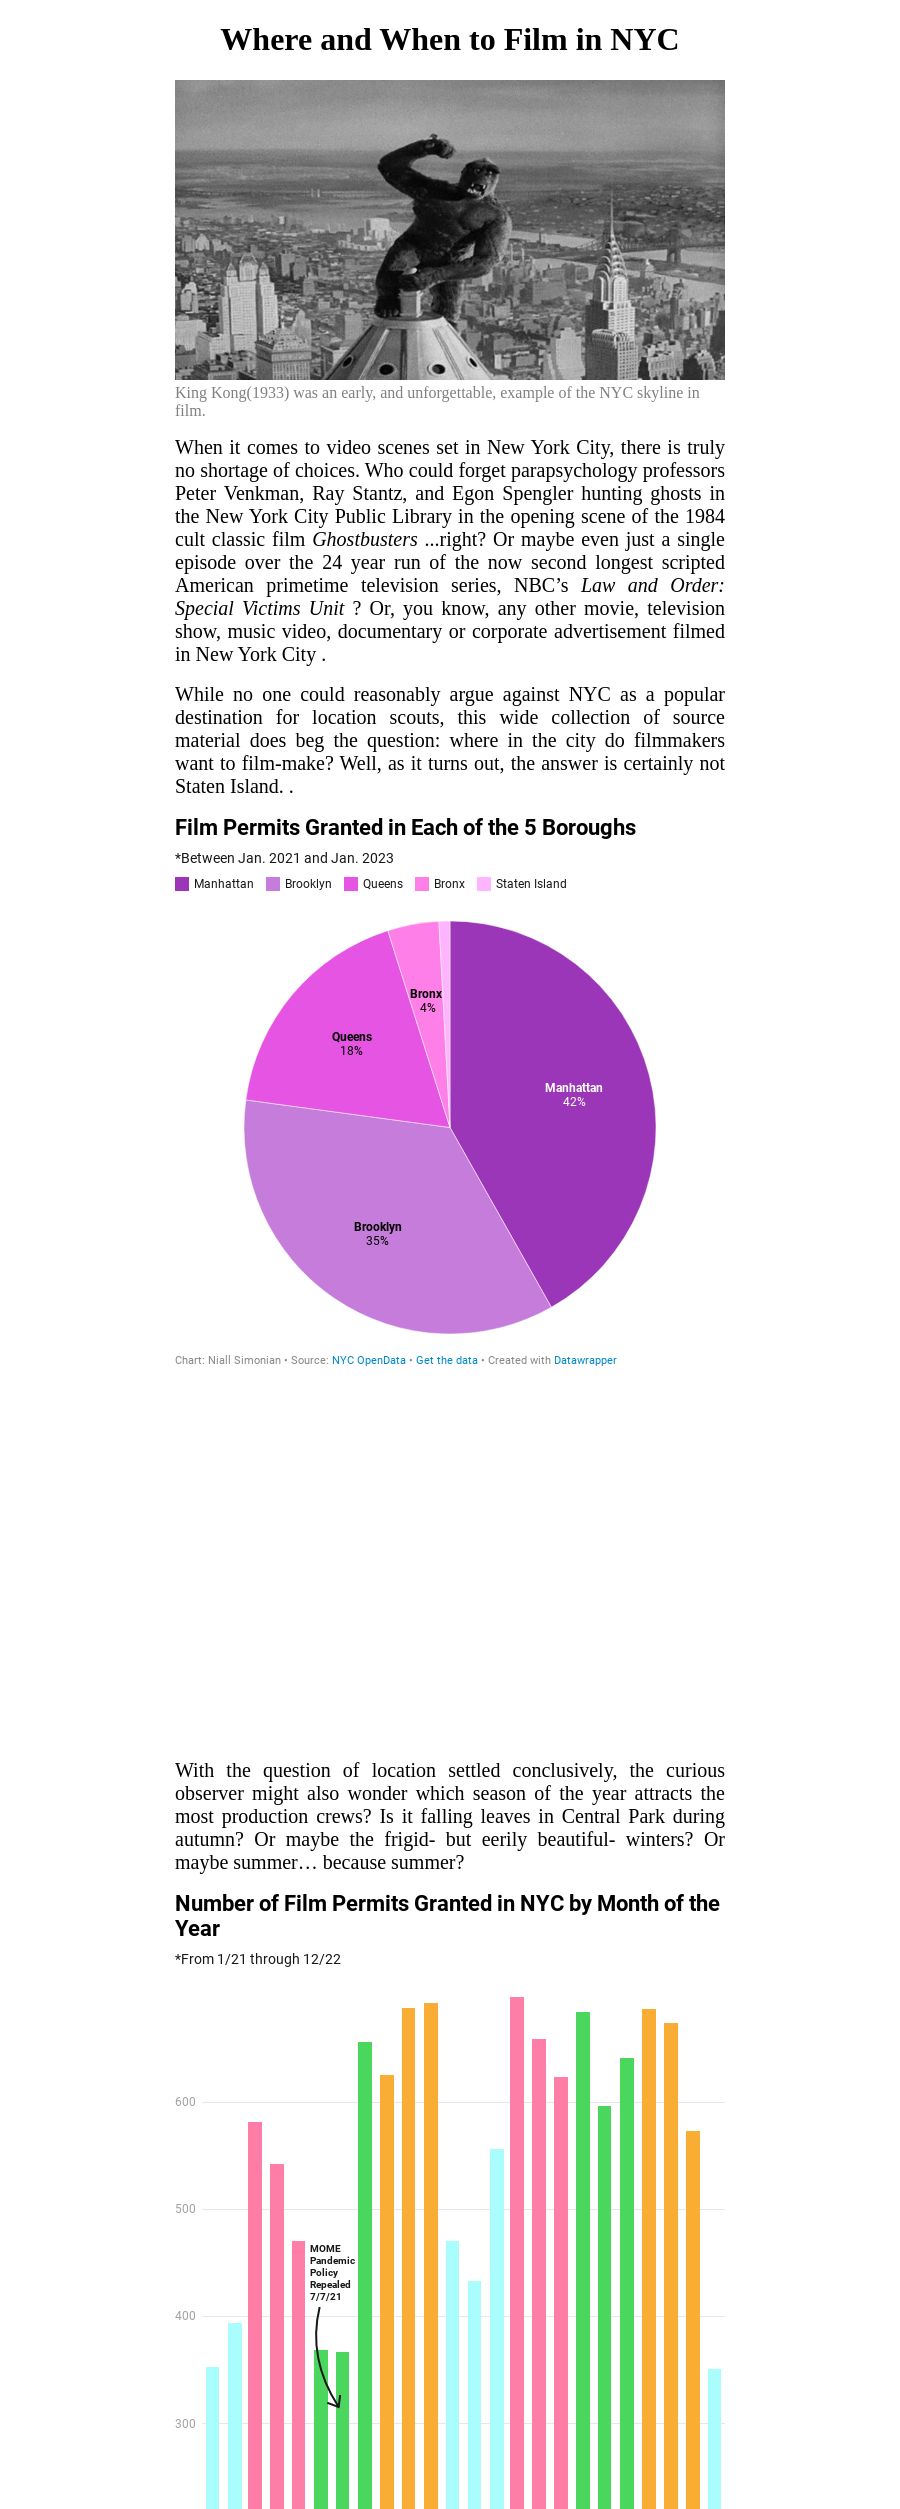 Where and When to Film in NYC
King Kong(1933) was an early, and unforgettable, example of the NYC skyline in
film.
When it comes to video scenes set in New York City, there is truly
no shortage of choices. Who could forget parapsychology professors
Peter Venkman, Ray Stantz, and Egon Spengler hunting ghosts in
the New York City Public Library in the opening scene of the 1984
cult classic film Ghostbusters ...right? Or maybe even just a single
episode over the 24 year run of the now second longest scripted
American primetime television series, NBC’s Law and Order:
Special Victims Unit ? Or, you know, any other movie, television
show, music video, documentary or corporate advertisement filmed
in New York City .
While no one could reasonably argue against NYC as a popular
destination for location scouts, this wide collection of source
material does beg the question: where in the city do filmmakers
want to film-make? Well, as it turns out, the answer is certainly not
Staten Island. .
Film Permits Granted in Each of the 5 Boroughs
*Between Jan. 2021 and Jan. 2023
Manhattan Brooklyn Queens Bronx Staten Island
Bronx
4%
Queens
18%
Manhattan
42%
Brooklyn
35%
Chart: Niall Simonian • Source: NYC OpenData • Get the data • Created with Datawrapper
With the question of location settled conclusively, the curious
observer might also wonder which season of the year attracts the
most production crews? Is it falling leaves in Central Park during
autumn? Or maybe the frigid- but eerily beautiful- winters? Or
maybe summer… because summer?
Number of Film Permits Granted in NYC by Month of the
Year
*From 1/21 through 12/22
600
500
MOME
Pandemic
Policy
Repealed
7/7/21
400
300